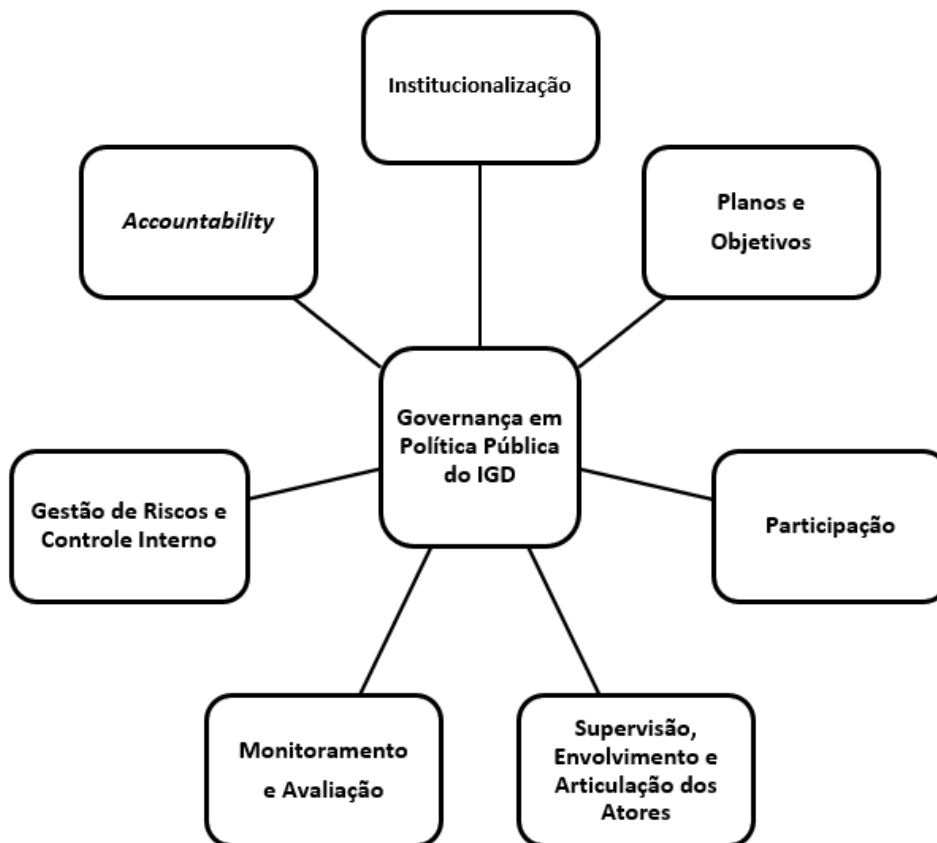 Institucionalização
Accountability
Planos e
Objetivos
Governança em
Política Pública
do IGD
Gestão de Riscos e
Controle Interno
Participação
Monitoramento
e Avaliação
Supervisão,
Envolvimento e
Articulação dos
Atores